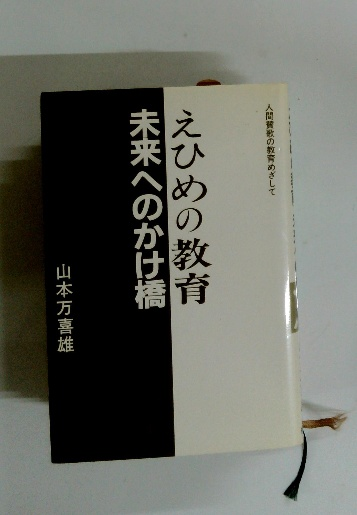 人間賛歌の教育めざして
えひめの教育
未来へのかけ橋
山本万喜雄